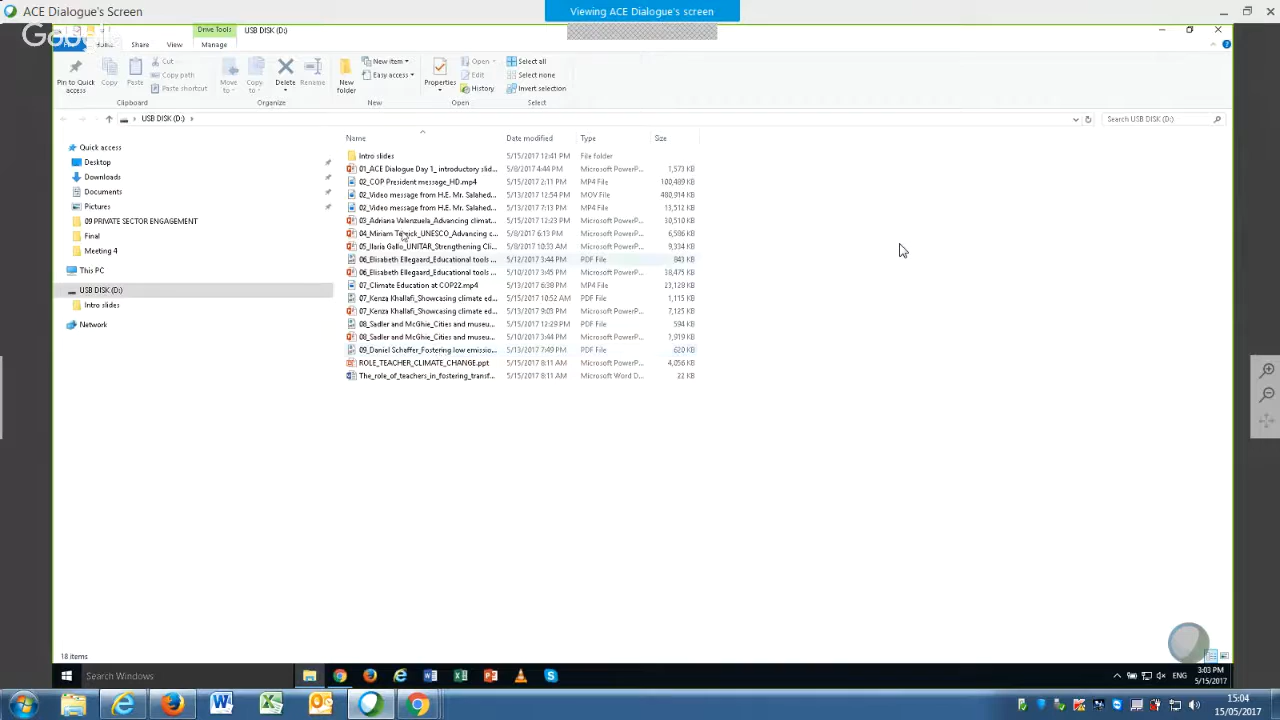 ACE Dialogue's Screen
Viewing ACE Dialogue's screen
Drive Tools
USB DISK (D:)
Home Share View Manage
Pin to Quick access
Copy
Paste
Cut
Copy path
Paste shortcut
Clipboard
Move to
Copy to
Delete
Rename
Organize
New folder
New item
Easy access
New
Properties
Open
Edit
History
Open
Select all
Select none
Invert selection
Select
USB DISK (D:)
Search USB DISK (D:)
Quick access
Desktop
Downloads
Documents
Pictures
09 PRIVATE SECTOR ENGAGEMENT
Final
Meeting 4
This PC
USB DISK (D:)
Intro slides
Network
Name Date modified Type Size
Intro slides 5/15/2017 12:41 PM File folder
01_ACE Dialogue Day 1_ introductory slid... 5/8/2017 4:44 PM Microsoft PowerP... 1,573 KB
02_COP President message_HD.mp4 5/15/2017 2:11 PM MP4 File 100,489 KB
02_Video message from H.E. Mr. Salahed... 5/13/2017 12:54 PM MOV File 480,914 KB
02_Video message from H.E. Mr. Salahed... 5/13/2017 7:13 PM MP4 File 13,512 KB
03_Adriana Valenzuela_Advancing climat... 5/15/2017 12:23 PM Microsoft PowerP... 30,510 KB
04_Miriam _UNESCO_Advancing c... 5/8/2017 6:13 PM Microsoft PowerP... 6,586 KB
05_Ilaria Gallo_UNITAR_Strengthening Cli... 5/8/2017 10:33 AM Microsoft PowerP... 9,334 KB
06_Elisabeth Ellegaard_Educational tools ... 5/12/2017 3:44 PM PDF File 843 KB
06_Elisabeth Ellegaard_Educational tools ... 5/10/2017 3:45 PM Microsoft PowerP... 38,475 KB
07_Climate Education at COP22.mp4 5/13/2017 6:38 PM MP4 File 23,128 KB
07_Kenza Khallafi_Showcasing climate ed... 5/15/2017 10:52 AM PDF File 1,115 KB
07_Kenza Khallafi_Showcasing climate ed... 5/13/2017 9:03 PM Microsoft PowerP... 7,125 KB
08_Sadler and McGhie_Cities and museu... 5/15/2017 12:29 PM PDF File 594 KB
08_Sadler and McGhie_Cities and museu... 5/10/2017 3:44 PM Microsoft PowerP... 1,919 KB
09_Daniel Schaffer_Fostering low emissio... 5/13/2017 7:49 PM PDF File 620 KB
ROLE_TEACHER_CLIMATE_CHANGE.ppt 5/15/2017 8:11 AM Microsoft PowerP... 4,056 KB
The_role_of_teachers_in_fostering_transf... 5/15/2017 8:11 AM Microsoft Word D... 22 KB
18 items
Search Windows
ENG
3:03 PM
5/15/2017
15:04
15/05/2017